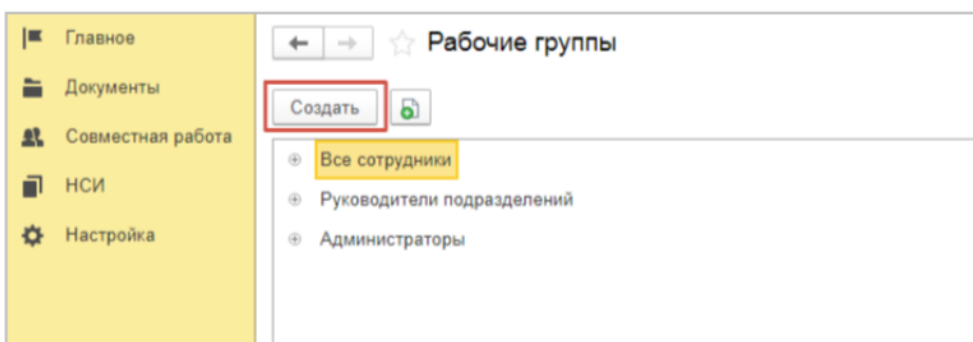 Главное
Документы
Совместная работа
НСИ
Настройка
Рабочие группы
Создать
Все сотрудники
Руководители подразделений
Администраторы